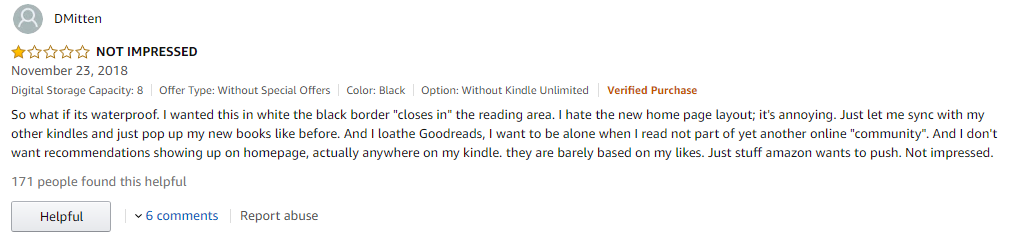 DMitten
NOT IMPRESSED
November 23, 2018
Digital Storage Capacity: 8 | Offer Type: Without Special Offers | Color: Black | Option: Without Kindle Unlimited | Verified Purchase
So what if its waterproof. I wanted this in white the black border "closes in" the reading area. I hate the new home page layout; it's annoying. Just let me sync with my
other kindles and just pop up my new books like before. And I loathe Goodreads, I want to be alone when I read not part of yet another online "community". And I don't
want recommendations showing up on homepage, actually anywhere on my kindle. they are barely based on my likes. Just stuff amazon wants to push. Not impressed.
171 people found this helpful
Helpful | 6 comments | Report abuse